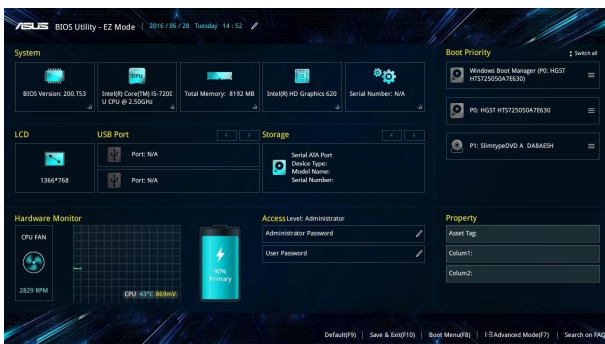 ASUS BIOS Utility - EZ Mode 2016/06/28 Tuesday 14:52
System
BIOS Version: 200.T53
CPU
Intel(R) Core(TM) i5-7200
U CPU @ 2.50GHz
Total Memory: 8192 MB
Intel(R) HD Graphics 620
Serial Number: N/A
Boot Priority
Switch all
Windows Boot Manager (P0: HGST
HTS725050A7E630)
P0: HGST HTS725050A7E630
P1: SlimtypeDVD A DA8AESH
LCD
1366*768
USB Port
Port: N/A
Port: N/A
Storage
Serial ATA Port
Device Type:
Model Name:
Serial Number:
Hardware Monitor
CPU FAN
2829 RPM
CPU 43°C 869mV
90%
Primary
Access Level: Administrator
Administrator Password
User Password
Property
Asset Tag:
Colum1:
Colum2:
Default(F9) | Save & Exit(F10) | Boot Menu(F8) | Advanced Mode(F7) | Search on FAQ